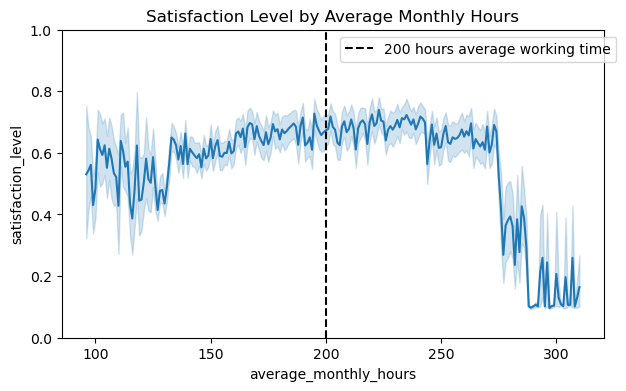 Satisfaction Level by Average Monthly Hours
200 hours average working time
1.0
0.8
0.6
0.4
0.2
0.0
satisfaction_level
100
150
200
250
300
average_monthly_hours